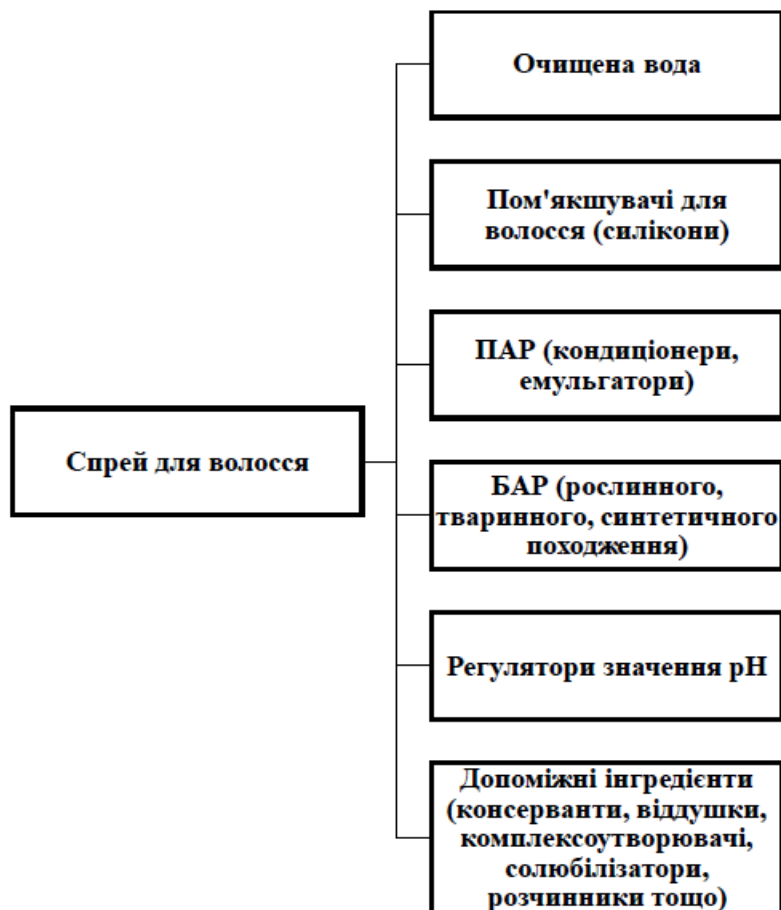 Очищена вода
Пом'якшувачі для
волосся (силікони)
ПАР (кондиціонери,
емульгатори)
Спрей для волосся
БАР (рослинного,
тваринного, синтетичного
походження)
Регулятори значення pH
Допоміжні інгредієнти
(консерванти, віддушки,
комплексоутворювачі,
солюбілізатори,
розчинники тощо)